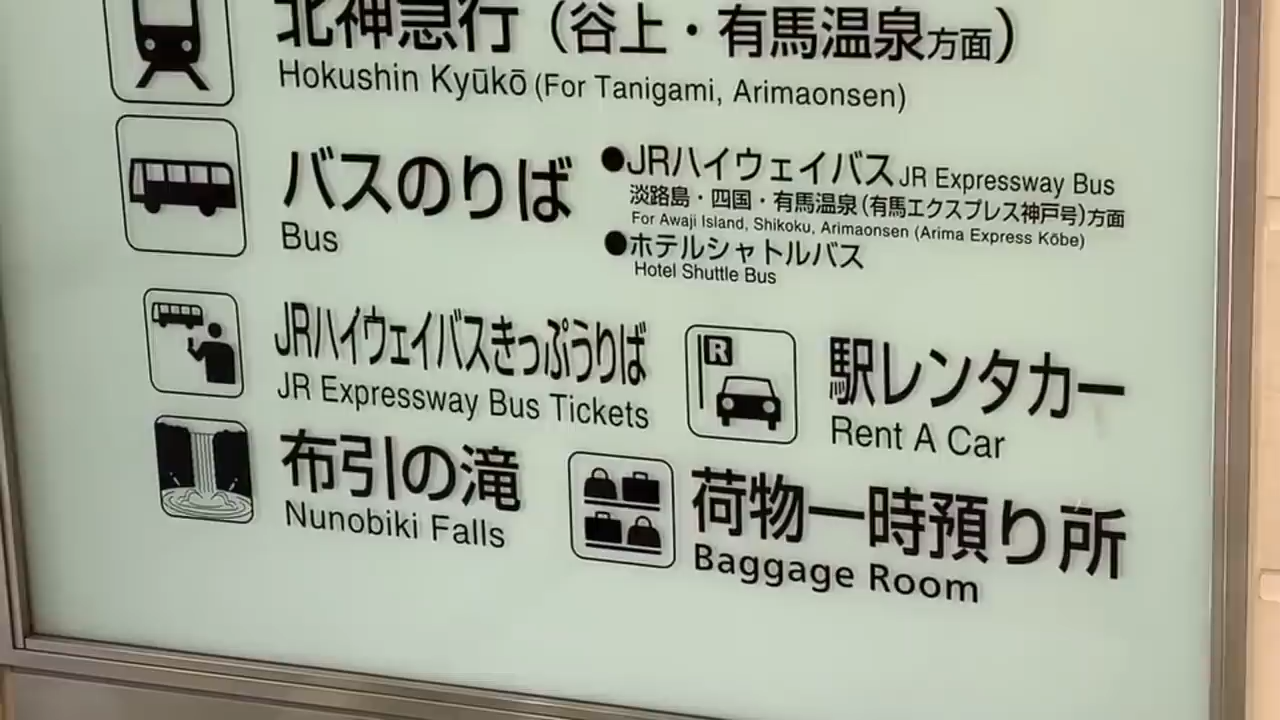 北神急行（谷上・有馬温泉方面）
Hokushin Kyūkō (For Tanigami, Arimaonsen)
バスのりば
Bus
●JRハイウェイバス JR Expressway Bus
淡路島・四国・有馬温泉（有馬エクスプレス神戸号）方面
For Awaji Island, Shikoku, Arimaonsen (Arima Express Kōbe)
●ホテルシャトルバス
Hotel Shuttle Bus
JRハイウェイバスきっぷうりば
JR Expressway Bus Tickets
R
駅レンタカー
Rent A Car
布引の滝
Nunobiki Falls
荷物一時預り所
Baggage Room